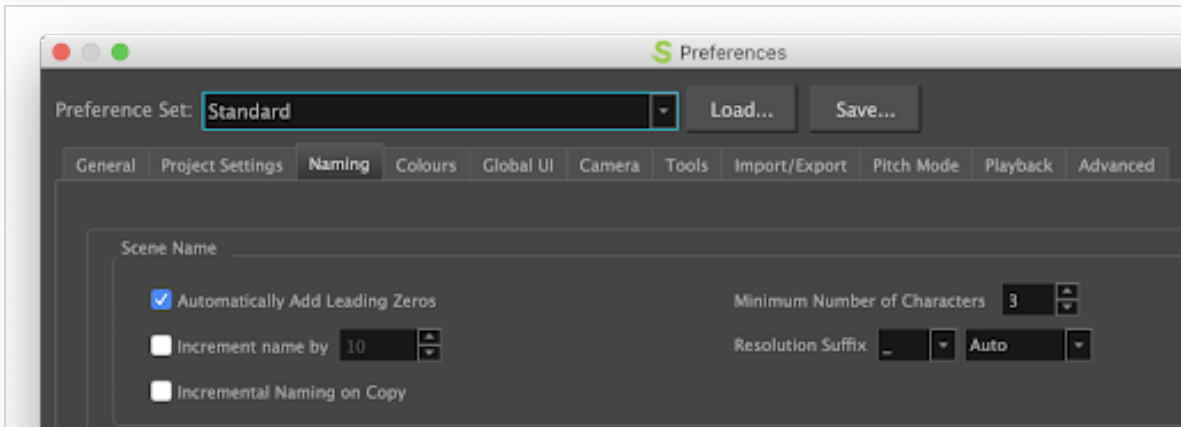 Preferences
Preference Set: Standard Load... Save...
General Project Settings Naming Colours Global UI Camera Tools Import/Export Pitch Mode Playback Advanced
Scene Name
Automatically Add Leading Zeros Minimum Number of Characters 3
Increment name by 10 Resolution Suffix _ Auto
Incremental Naming on Copy